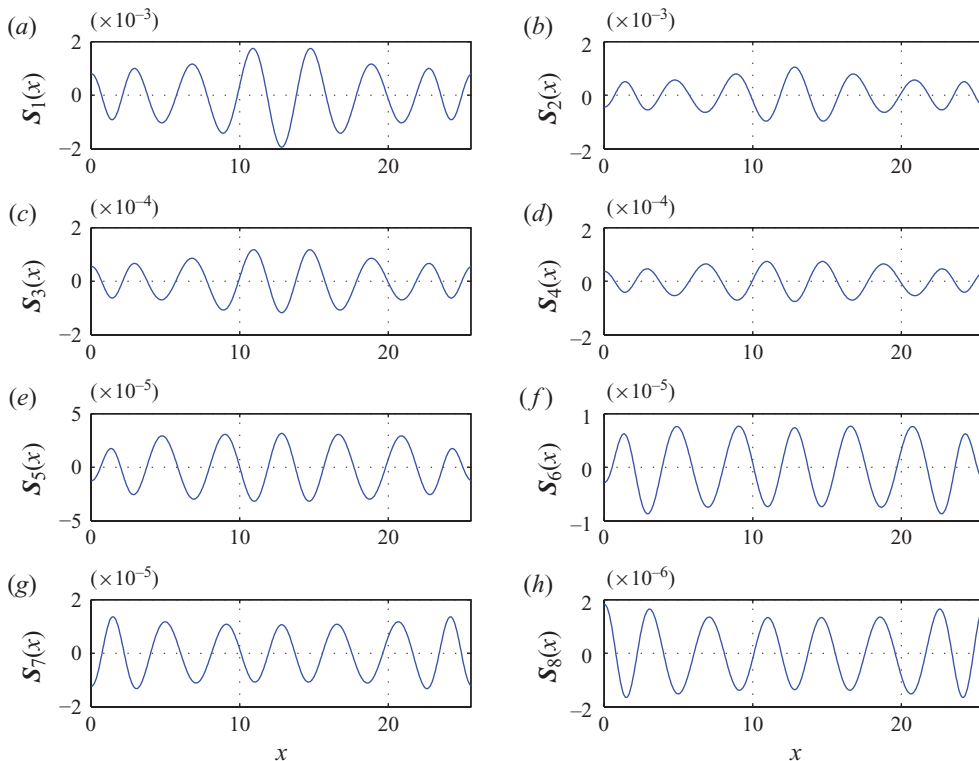 (a) (×10⁻³)
S₁(x)
2
0
−2
0 10 20
(b) (×10⁻³)
S₂(x)
2
0
−2
0 10 20
(c) (×10⁻⁴)
S₃(x)
2
0
−2
0 10 20
(d) (×10⁻⁴)
S₄(x)
2
0
−2
0 10 20
(e) (×10⁻⁵)
S₅(x)
5
0
−5
0 10 20
(f) (×10⁻⁵)
S₆(x)
1
0
−1
0 10 20
(g) (×10⁻⁵)
S₇(x)
2
0
−2
0 10 20
x
(h) (×10⁻⁶)
S₈(x)
2
0
−2
0 10 20
x